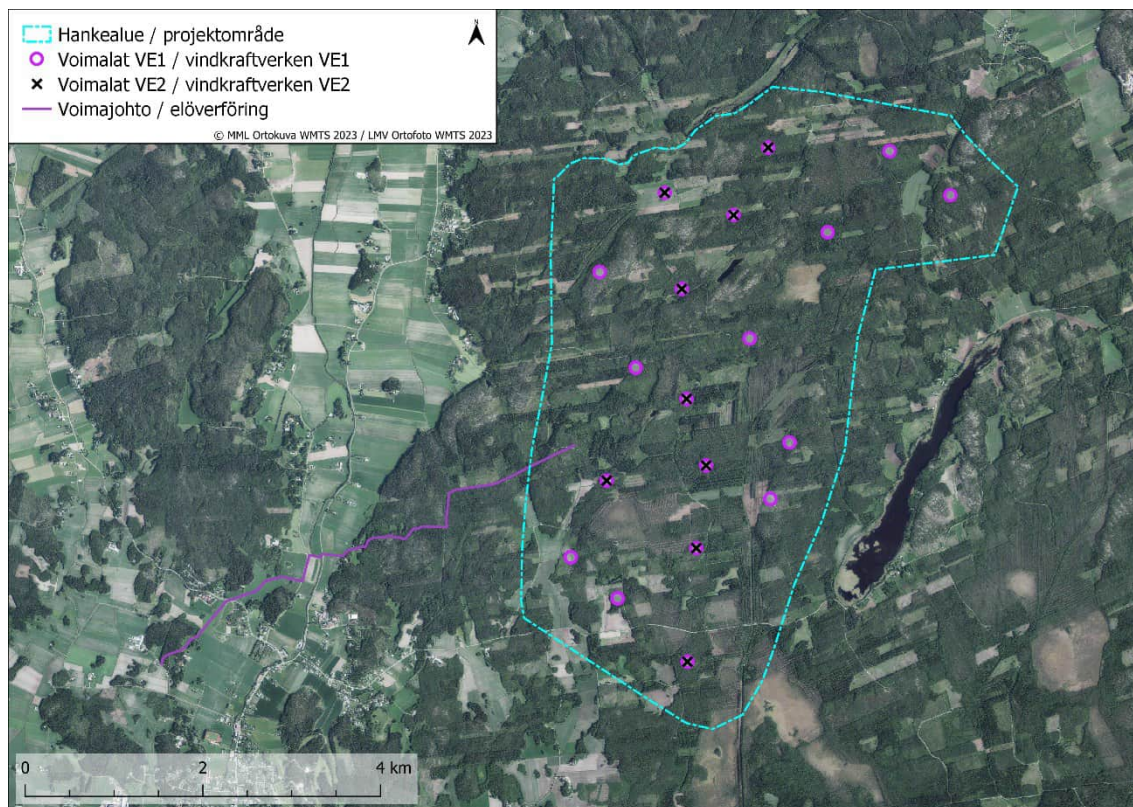 Hankealue / projektområde
N
Voimalat VE1 / vindkraftverken VE1
Voimalat VE2 / vindkraftverken VE2
Voimajohto / elöverföring
© MML Ortokuva WMTS 2023 / LMV Ortofoto WMTS 2023
0 2 4 km